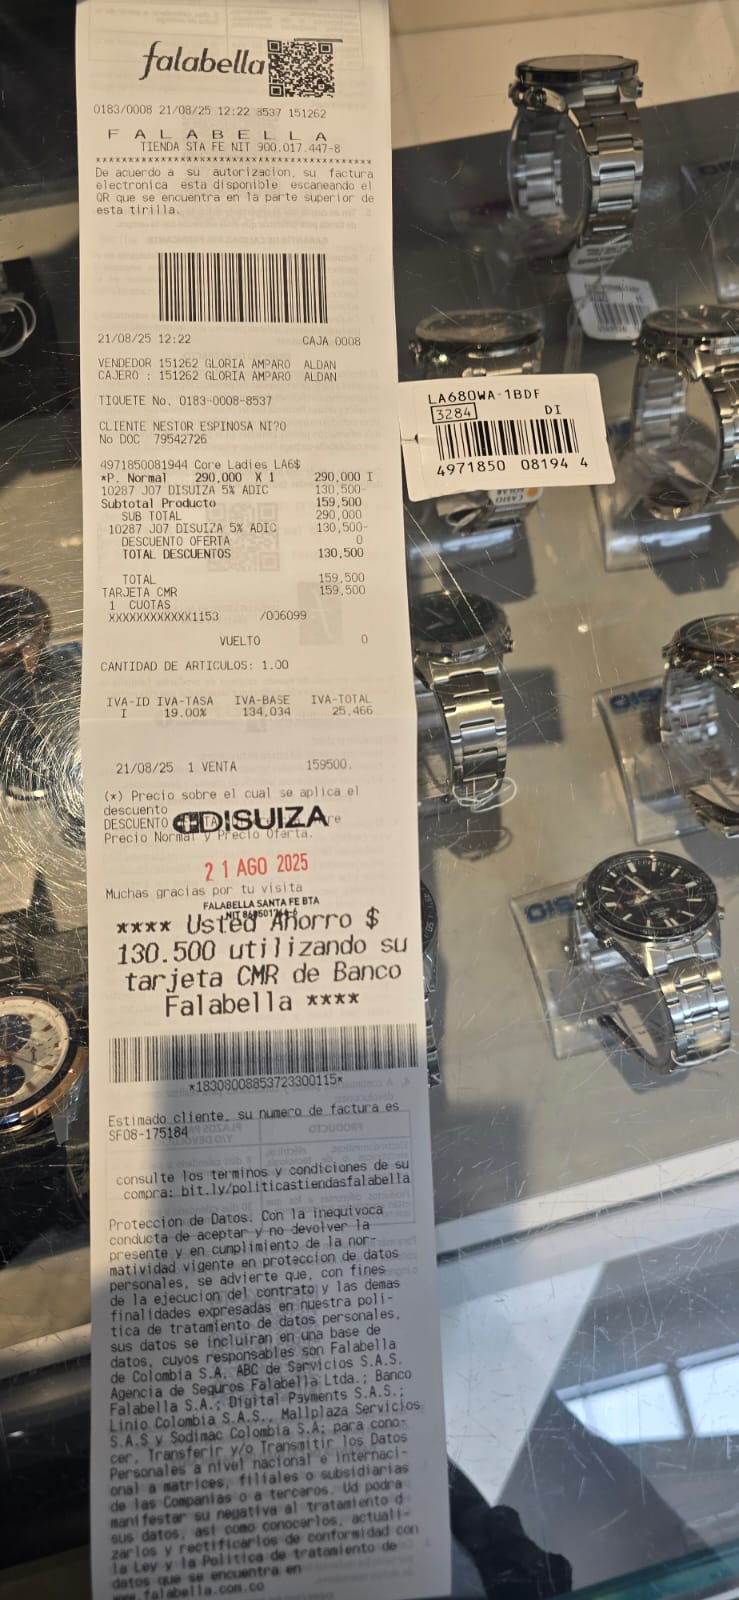 falabella
0183/0008 21/08/25 12:22 8537 151262
F A L A B E L L A
TIENDA STA FE NIT 900.017.447-8
De acuerdo a su autorizacion, su factura
electronica esta disponible escaneando el
QR que se encuentra en la parte superior de
esta tirilla.
21/08/25 12:22 CAJA 0008
VENDEDOR 151262 GLORIA AMPARO ALDAN
CAJERO : 151262 GLORIA AMPARO ALDAN
TIQUETE No. 0183-0008-8537
CLIENTE NESTOR ESPINOSA NI?O
No DOC 79542726
4971850081944 Core Ladies LA6$
*P. Normal 290,000 X 1 290,000 I
10287 J07 DISUIZA 5% ADIC 130,500-
Subtotal Producto 159,500
SUB TOTAL 290,000
10287 J07 DISUIZA 5% ADIC 130,500-
DESCUENTO OFERTA 0
TOTAL DESCUENTOS 130,500
TOTAL 159,500
TARJETA CMR 159,500
1 CUOTAS
XXXXXXXXXXXX1153 /006099
VUELTO 0
CANTIDAD DE ARTICULOS: 1.00
IVA-ID IVA-TASA IVA-BASE IVA-TOTAL
I 19.00% 134,034 25,466
21/08/25 1 VENTA 159500.
(*) Precio sobre el cual se aplica el
descuento
DESCUENTO
DISUIZA
Precio Normal y Precio Oferta.
21 AGO 2025
Muchas gracias por tu visita
FALABELLA SANTA FE BTA
**** Usted Ahorro $
130.500 utilizando su
tarjeta CMR de Banco
Falabella ****
*18308008853723300115*
Estimado cliente, su numero de factura es
SF08-175184
consulte los terminos y condiciones de su
compra: bit.ly/politicastiendasfalabella
Proteccion de Datos. Con la inequivoca
conducta de aceptar y no devolver la
presente y en cumplimiento de la nor-
matividad vigente en proteccion de datos
personales, se advierte que, con fines
de la ejecucion del contrato y las demas
finalidades expresadas en nuestra poli-
tica de tratamiento de datos personales,
sus datos se incluiran en una base de
datos, cuyos responsables son Falabella
de Colombia S.A, ABC de Servicios S.A.S.
Agencia de Seguros Falabella Ltda.; Banco
Falabella S.A.; Digital Payments S.A.S.;
Linio Colombia S.A.S., Mallplaza Servicios
S.A.S y Sodimac Colombia S.A; para cono-
cer, Transferir y/o Transmitir los Datos
Personales a nivel nacional e internaci-
onal a matrices, filiales o subsidiarias
de las Companias o a terceros. Ud podra
manifestar su negativa al tratamiento d
sus datos, asi como conocerlos, actuali-
zarlos y rectificarlos de conformidad con
la Ley y la Politica de tratamiento de
datos que se encuentra en
www.falabella.com.co
LA680WA-1BDF
3284 DI
4971850 08194 4
CASIO
SOLAR